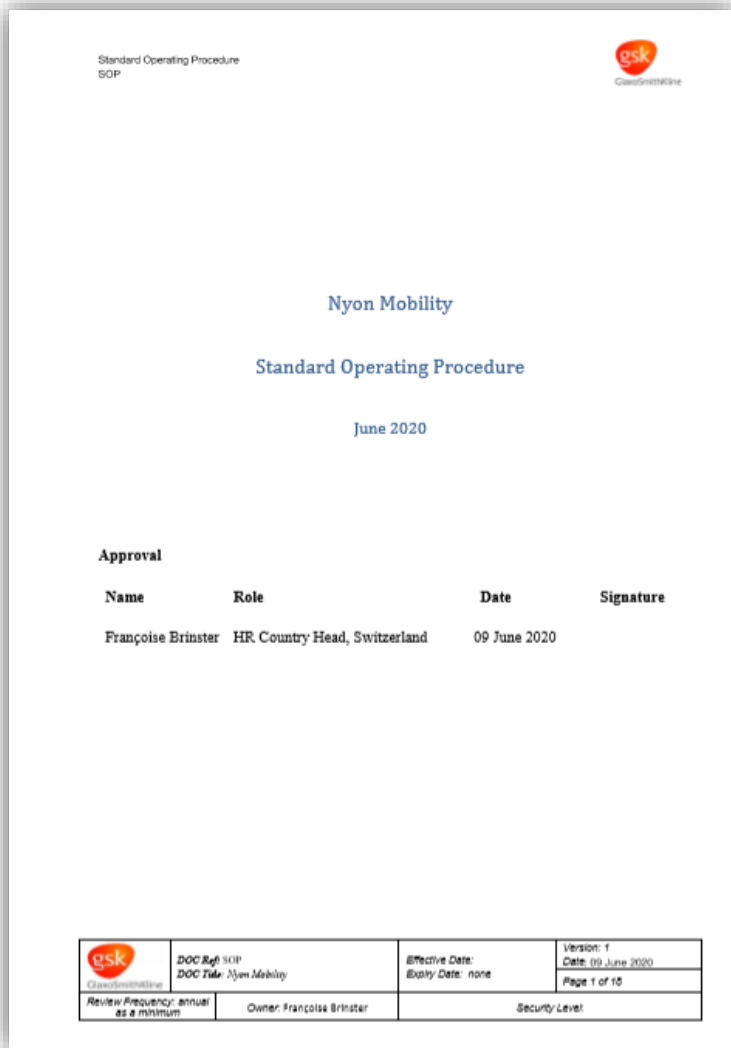 Standard Operating Procedure
SOP
gsk
GlaxoSmithKline
Nyon Mobility
Standard Operating Procedure
June 2020
Approval
Name Role Date Signature
Françoise Brinster HR Country Head, Switzerland 09 June 2020
gsk
GlaxoSmithKline
DOC Ref: SOP
DOC Title: Nyon Mobility
Effective Date:
Expiry Date: none
Version: 1
Date: 09 June 2020
Page 1 of 18
Review Frequency: annual
as a minimum
Owner: Françoise Brinster
Security Level: